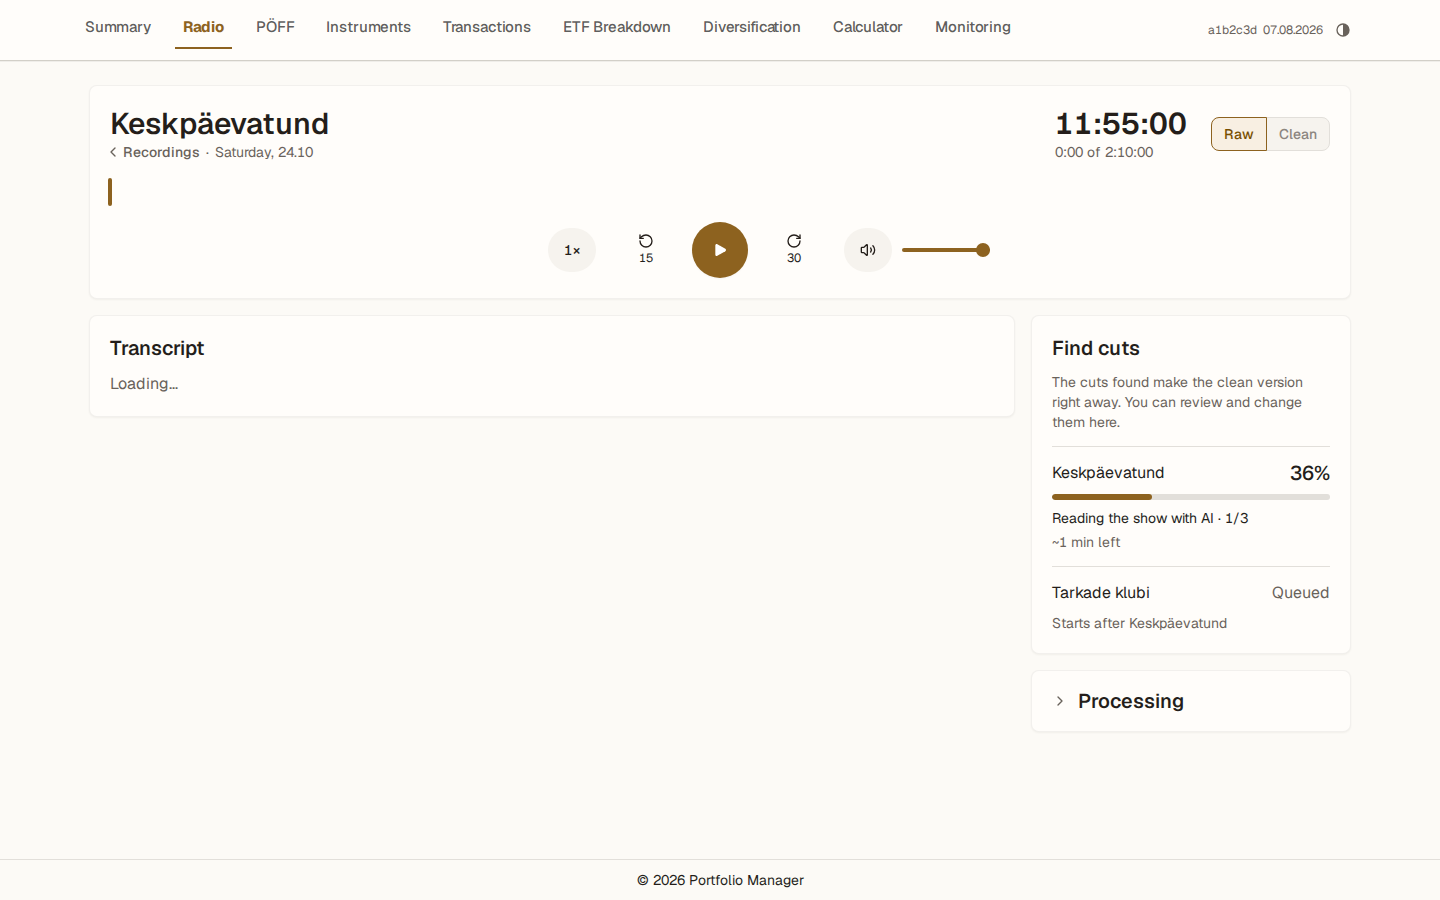 Summary Radio PÖFF Instruments Transactions ETF Breakdown Diversification Calculator Monitoring a1b2c3d 07.08.2026
Keskpäevatund
Recordings · Saturday, 24.10
11:55:00
0:00 of 2:10:00
Raw Clean
1×
15
30
Transcript
Loading...
Find cuts
The cuts found make the clean version
right away. You can review and change
them here.
Keskpäevatund 36%
Reading the show with AI · 1/3
~1 min left
Tarkade klubi Queued
Starts after Keskpäevatund
Processing
© 2026 Portfolio Manager